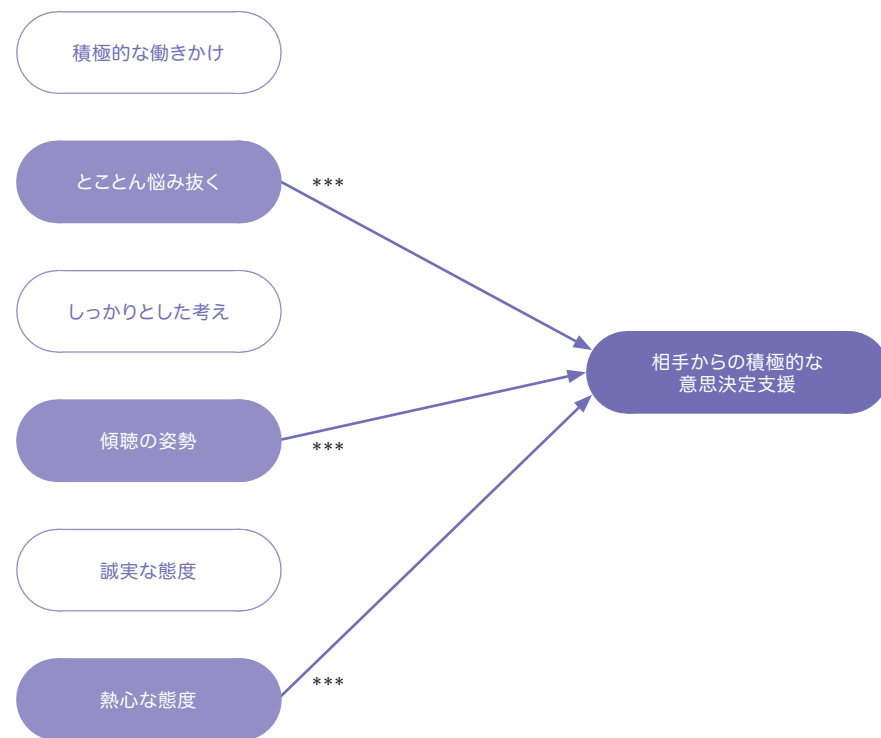 積極的な働きかけ
とことん悩み抜く
***
しっかりとした考え
相手からの積極的な
意思決定支援
傾聴の姿勢
***
誠実な態度
熱心な態度
***